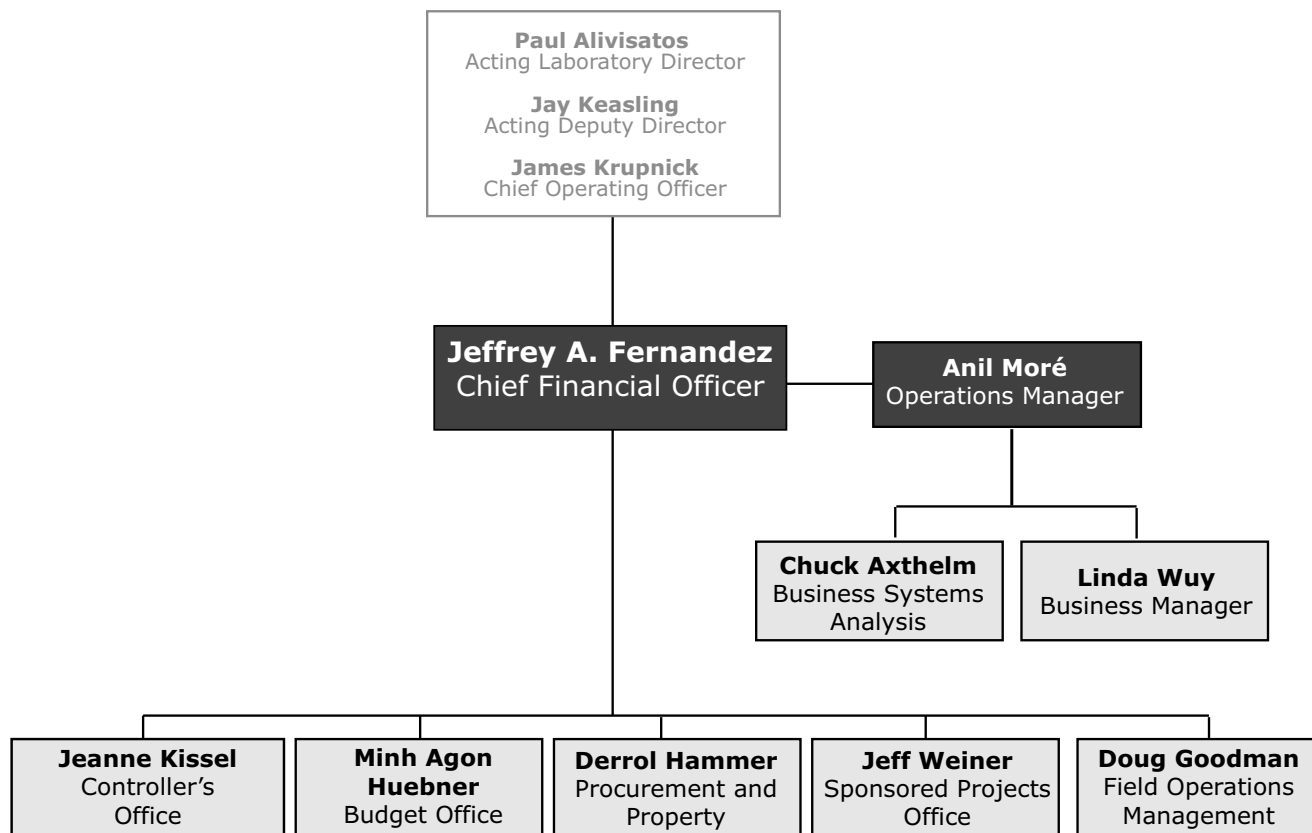 Paul Alivisatos
Acting Laboratory Director
Jay Keasling
Acting Deputy Director
James Krupnick
Chief Operating Officer
Jeffrey A. Fernandez
Chief Financial Officer
Anil Moré
Operations Manager
Chuck Axthelm
Business Systems
Analysis
Linda Wuy
Business Manager
Jeanne Kissel
Controller’s
Office
Minh Agon
Huebner
Budget Office
Derrol Hammer
Procurement and
Property
Jeff Weiner
Sponsored Projects
Office
Doug Goodman
Field Operations
Management